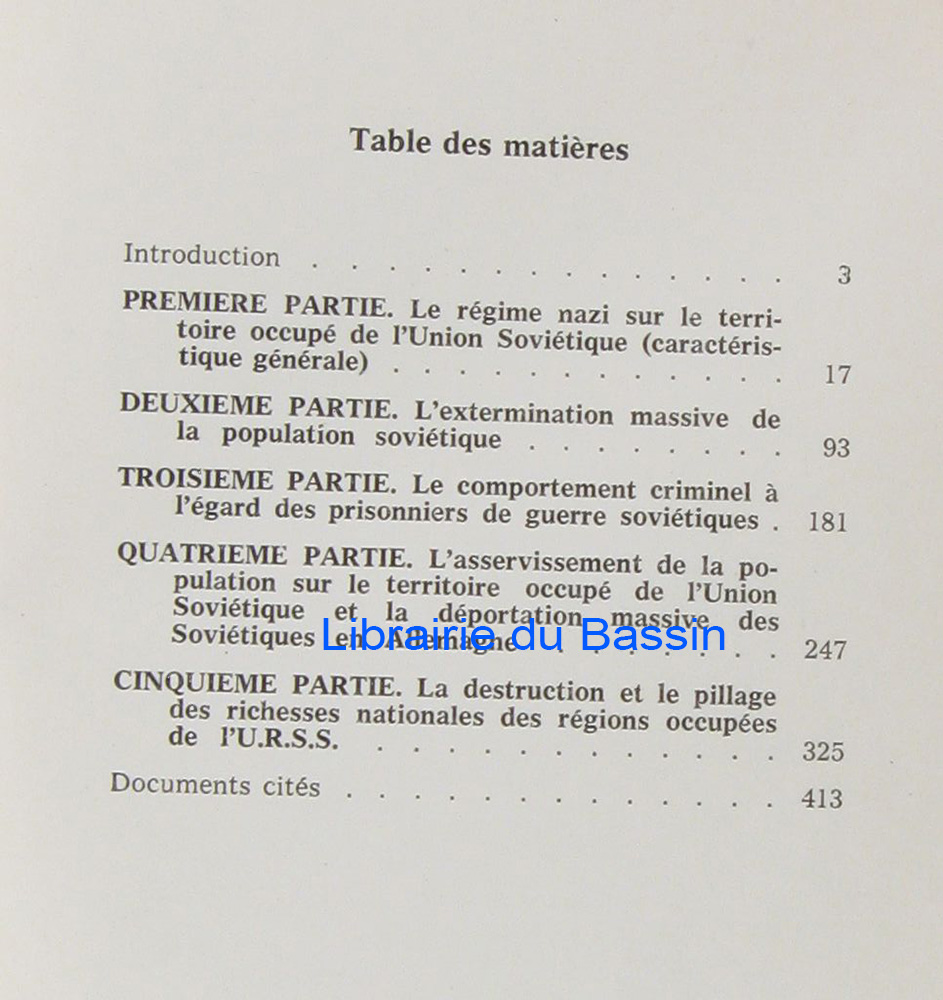 Table des matières
Introduction . . . . . . . . . . . . . 3
PREMIERE PARTIE. Le régime nazi sur le terri-
toire occupé de l'Union Soviétique (caractéris-
tique générale) . . . . . . . . . . . 17
DEUXIEME PARTIE. L'extermination massive de
la population soviétique . . . . . . . 93
TROISIEME PARTIE. Le comportement criminel à
l'égard des prisonniers de guerre soviétiques . 181
QUATRIEME PARTIE. L'asservissement de la po-
pulation sur le territoire occupé de l'Union
Soviétique et la déportation massive des
Soviétiques en Allemagne . . . . . . 247
Librairie du Bassin
CINQUIEME PARTIE. La destruction et le pillage
des richesses nationales des régions occupées
de l'U.R.S.S. . . . . . . . . . . . 325
Documents cités . . . . . . . . . . . . 413